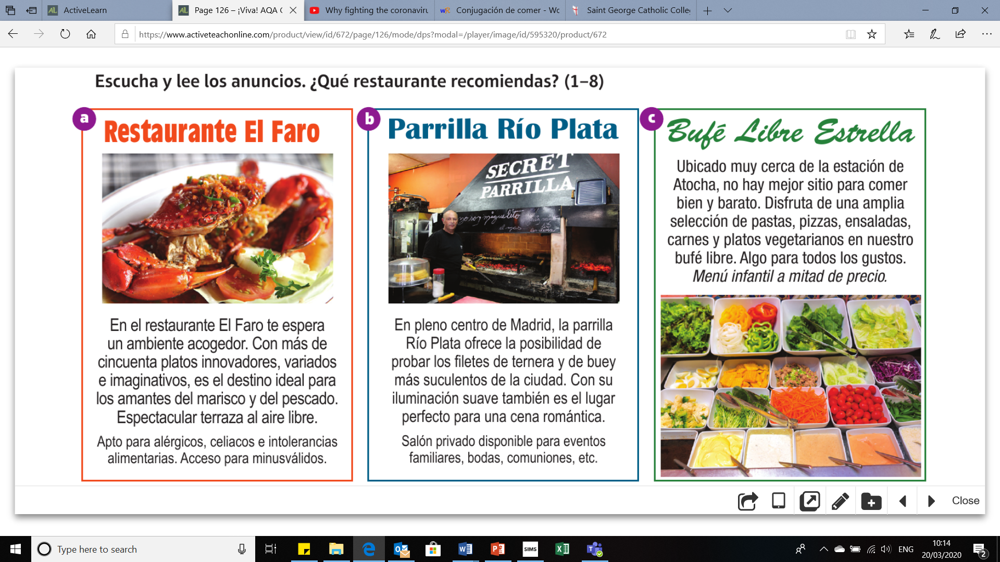 ActiveLearn
Page 126 – ¡Viva! AQA G
Why fighting the coronaviru
Conjugación de comer - Wo
Saint George Catholic Colle
https://www.activeteachonline.com/product/view/id/672/page/126/mode/dps?modal=/player/image/id/595320/product/672
Escucha y lee los anuncios. ¿Qué restaurante recomiendas? (1–8)
a
Restaurante El Faro
En el restaurante El Faro te espera
un ambiente acogedor. Con más de
cincuenta platos innovadores, variados
e imaginativos, es el destino ideal para
los amantes del marisco y del pescado.
Espectacular terraza al aire libre.
Apto para alérgicos, celiacos e intolerancias
alimentarias. Acceso para minusválidos.
b
Parrilla Río Plata
SECRET
PARRILLA
yo soy miguelito
el mas
En pleno centro de Madrid, la parrilla
Río Plata ofrece la posibilidad de
probar los filetes de ternera y de buey
más suculentos de la ciudad. Con su
iluminación suave también es el lugar
perfecto para una cena romántica.
Salón privado disponible para eventos
familiares, bodas, comuniones, etc.
c
Bufé Libre Estrella
Ubicado muy cerca de la estación de
Atocha, no hay mejor sitio para comer
bien y barato. Disfruta de una amplia
selección de pastas, pizzas, ensaladas,
carnes y platos vegetarianos en nuestro
bufé libre. Algo para todos los gustos.
Menú infantil a mitad de precio.
Close
Type here to search
SIMS
ENG
10:14
20/03/2020
2